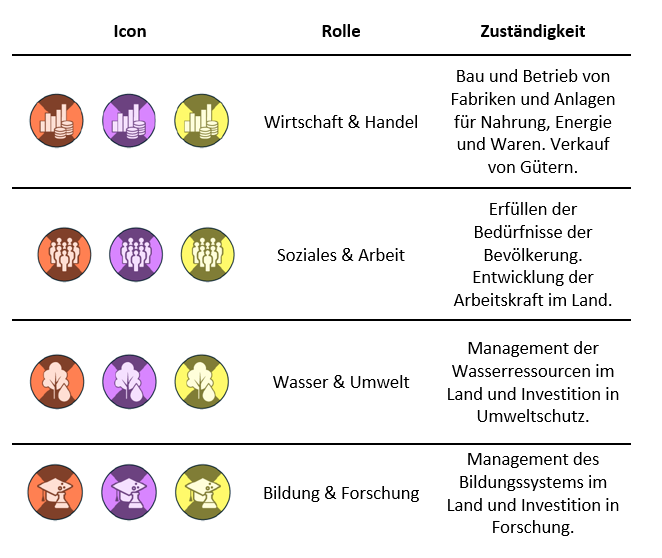 Icon Rolle Zuständigkeit
Wirtschaft & Handel
Bau und Betrieb von
Fabriken und Anlagen
für Nahrung, Energie
und Waren. Verkauf
von Gütern.
Soziales & Arbeit
Erfüllen der
Bedürfnisse der
Bevölkerung.
Entwicklung der
Arbeitskraft im Land.
Wasser & Umwelt
Management der
Wasserressourcen im
Land und Investition in
Umweltschutz.
Bildung & Forschung
Management des
Bildungssystems im
Land und Investition in
Forschung.